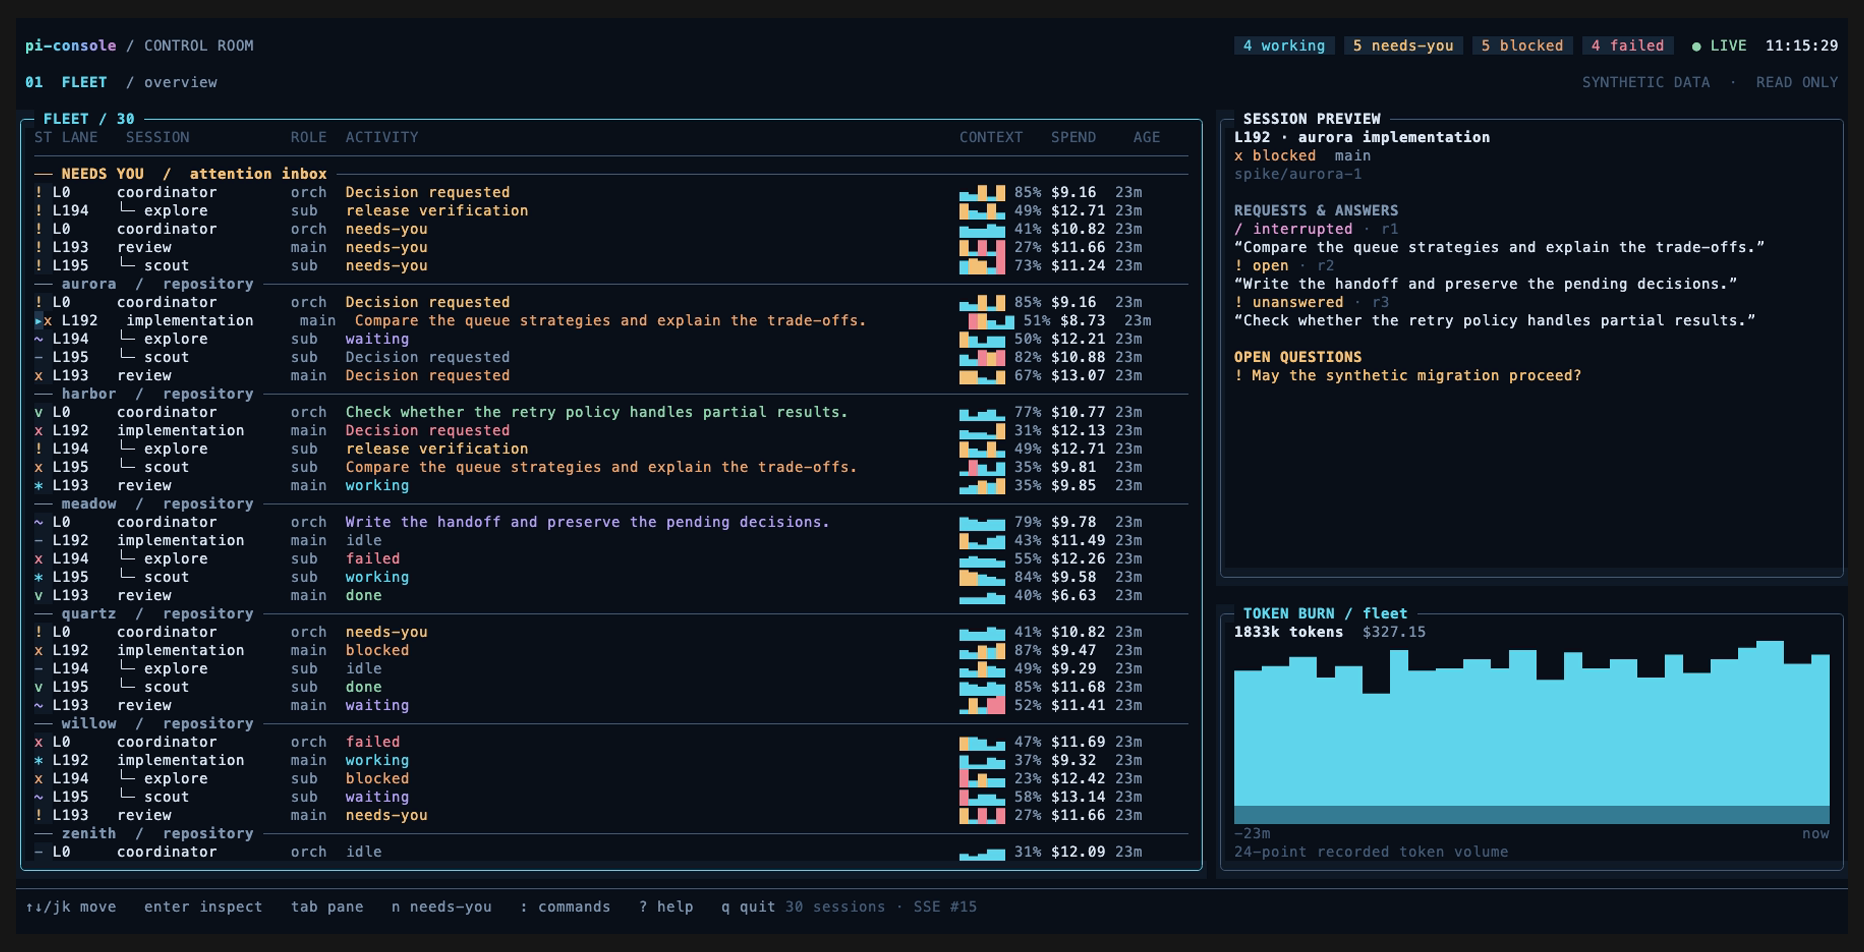 pi-console / CONTROL ROOM 4 working 5 needs-you 5 blocked 4 failed ● LIVE 11:15:29
01 FLEET / overview SYNTHETIC DATA · READ ONLY
FLEET / 30
ST LANE SESSION ROLE ACTIVITY CONTEXT SPEND AGE
NEEDS YOU / attention inbox
! L0 coordinator orch Decision requested 85% $9.16 23m
! L194 └─ explore sub release verification 49% $12.71 23m
! L0 coordinator orch needs-you 41% $10.82 23m
! L193 review main needs-you 27% $11.66 23m
! L195 └─ scout sub needs-you 73% $11.24 23m
aurora / repository
! L0 coordinator orch Decision requested 85% $9.16 23m
▸x L192 implementation main Compare the queue strategies and explain the trade-offs. 51% $8.73 23m
~ L194 └─ explore sub waiting 50% $12.21 23m
– L195 └─ scout sub Decision requested 82% $10.88 23m
x L193 review main Decision requested 67% $13.07 23m
harbor / repository
v L0 coordinator orch Check whether the retry policy handles partial results. 77% $10.77 23m
x L192 implementation main Decision requested 31% $12.13 23m
! L194 └─ explore sub release verification 49% $12.71 23m
x L195 └─ scout sub Compare the queue strategies and explain the trade-offs. 35% $9.81 23m
* L193 review main working 35% $9.85 23m
meadow / repository
~ L0 coordinator orch Write the handoff and preserve the pending decisions. 79% $9.78 23m
– L192 implementation main idle 43% $11.49 23m
x L194 └─ explore sub failed 55% $12.26 23m
* L195 └─ scout sub working 84% $9.58 23m
v L193 review main done 40% $6.63 23m
quartz / repository
! L0 coordinator orch needs-you 41% $10.82 23m
x L192 implementation main blocked 87% $9.47 23m
– L194 └─ explore sub idle 49% $9.29 23m
v L195 └─ scout sub done 85% $11.68 23m
~ L193 review main waiting 52% $11.41 23m
willow / repository
x L0 coordinator orch failed 47% $11.69 23m
* L192 implementation main working 37% $9.32 23m
x L194 └─ explore sub blocked 23% $12.42 23m
~ L195 └─ scout sub waiting 58% $13.14 23m
! L193 review main needs-you 27% $11.66 23m
zenith / repository
– L0 coordinator orch idle 31% $12.09 23m
SESSION PREVIEW
L192 · aurora implementation
x blocked main
spike/aurora-1
REQUESTS & ANSWERS
/ interrupted · r1
“Compare the queue strategies and explain the trade-offs.”
! open · r2
“Write the handoff and preserve the pending decisions.”
! unanswered · r3
“Check whether the retry policy handles partial results.”
OPEN QUESTIONS
! May the synthetic migration proceed?
TOKEN BURN / fleet
1833k tokens $327.15
-23m now
24-point recorded token volume
↑↓/jk move enter inspect tab pane n needs-you : commands ? help q quit 30 sessions · SSE #15